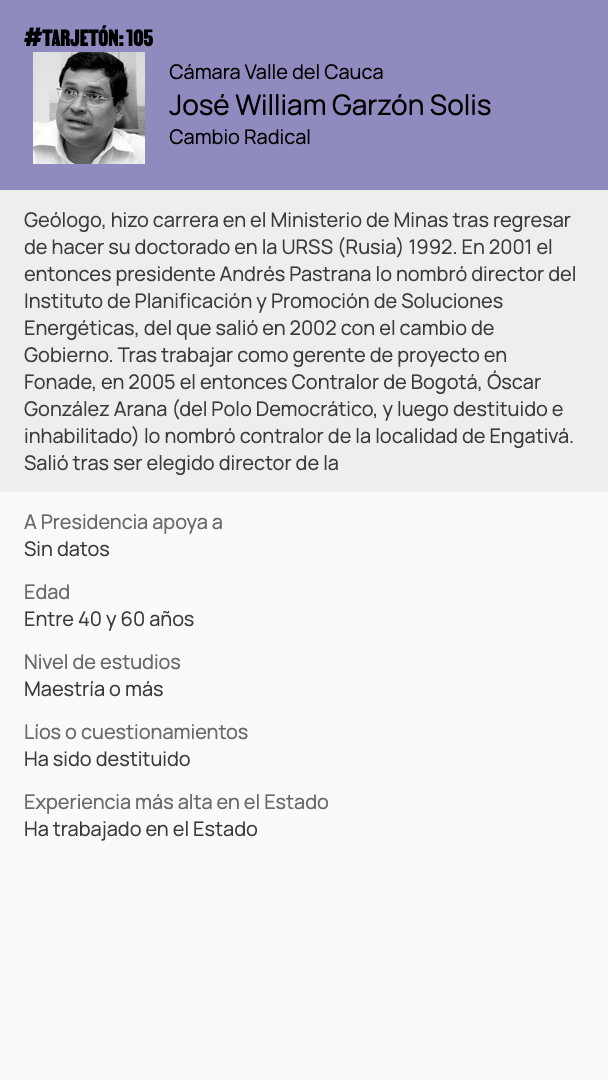 #TARJETÓN: 105
Cámara Valle del Cauca
José William Garzón Solis
Cambio Radical
Geólogo, hizo carrera en el Ministerio de Minas tras regresar
de hacer su doctorado en la URSS (Rusia) 1992. En 2001 el
entonces presidente Andrés Pastrana lo nombró director del
Instituto de Planificación y Promoción de Soluciones
Energéticas, del que salió en 2002 con el cambio de
Gobierno. Tras trabajar como gerente de proyecto en
Fonade, en 2005 el entonces Contralor de Bogotá, Óscar
González Arana (del Polo Democrático, y luego destituido e
inhabilitado) lo nombró contralor de la localidad de Engativá.
Salió tras ser elegido director de la
A Presidencia apoya a
Sin datos
Edad
Entre 40 y 60 años
Nivel de estudios
Maestría o más
Líos o cuestionamientos
Ha sido destituido
Experiencia más alta en el Estado
Ha trabajado en el Estado